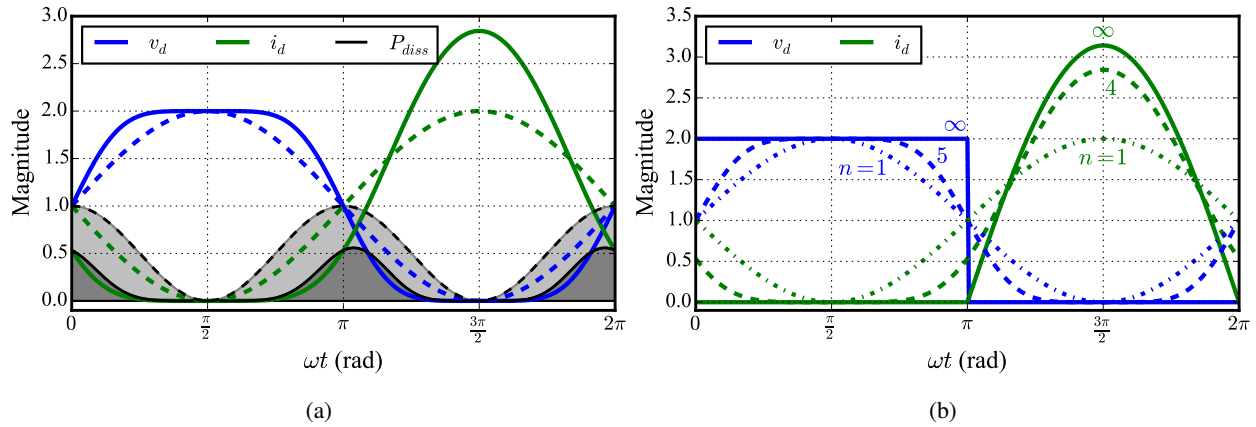 3.0
2.5
2.0
1.5
1.0
0.5
0.0
Magnitude
v_d
i_d
P_{diss}
0
π/2
π
3π/2
2π
ωt (rad)
(a)
3.5
3.0
2.5
2.0
1.5
1.0
0.5
0.0
Magnitude
v_d
i_d
∞
4
n=1
∞
5
n=1
0
π/2
π
3π/2
2π
ωt (rad)
(b)